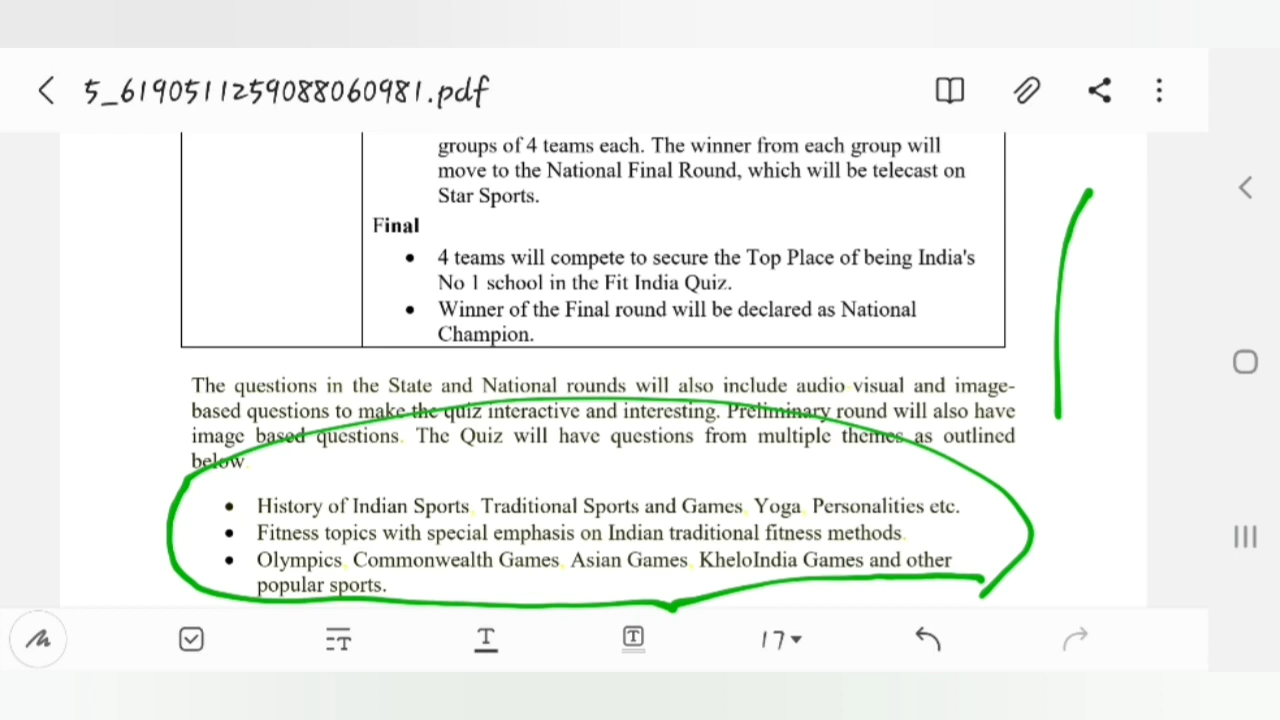 5_6190511259088060981.pdf
groups of 4 teams each. The winner from each group will
move to the National Final Round, which will be telecast on
Star Sports.
Final
• 4 teams will compete to secure the Top Place of being India's
No 1 school in the Fit India Quiz.
• Winner of the Final round will be declared as National
Champion.
The questions in the State and National rounds will also include audio visual and image-
based questions to make the quiz interactive and interesting. Preliminary round will also have
image based questions. The Quiz will have questions from multiple themes as outlined
below.
• History of Indian Sports, Traditional Sports and Games, Yoga, Personalities etc.
• Fitness topics with special emphasis on Indian traditional fitness methods.
• Olympics, Commonwealth Games, Asian Games, KheloIndia Games and other
popular sports.
T T T 17